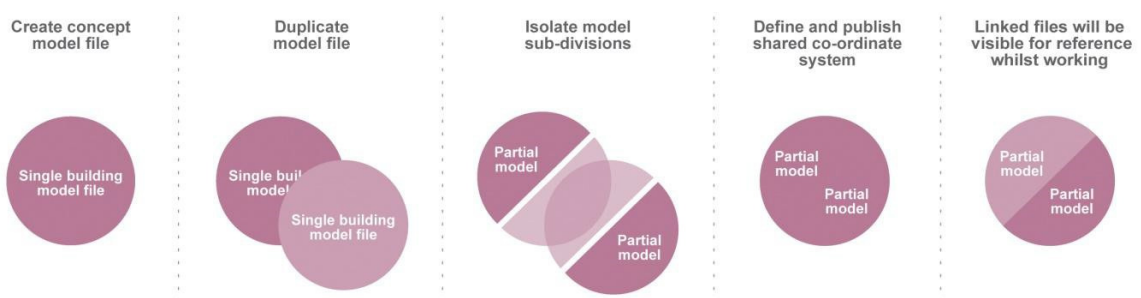 Create concept
model file
Duplicate
model file
Isolate model
sub-divisions
Define and publish
shared co-ordinate
system
Linked files will be
visible for reference
whilst working
Single building
model file
Single bui
model
Single building
model file
Partial
model
Partial
model
Partial
model
Partial
model
Partial
model
Partial
model